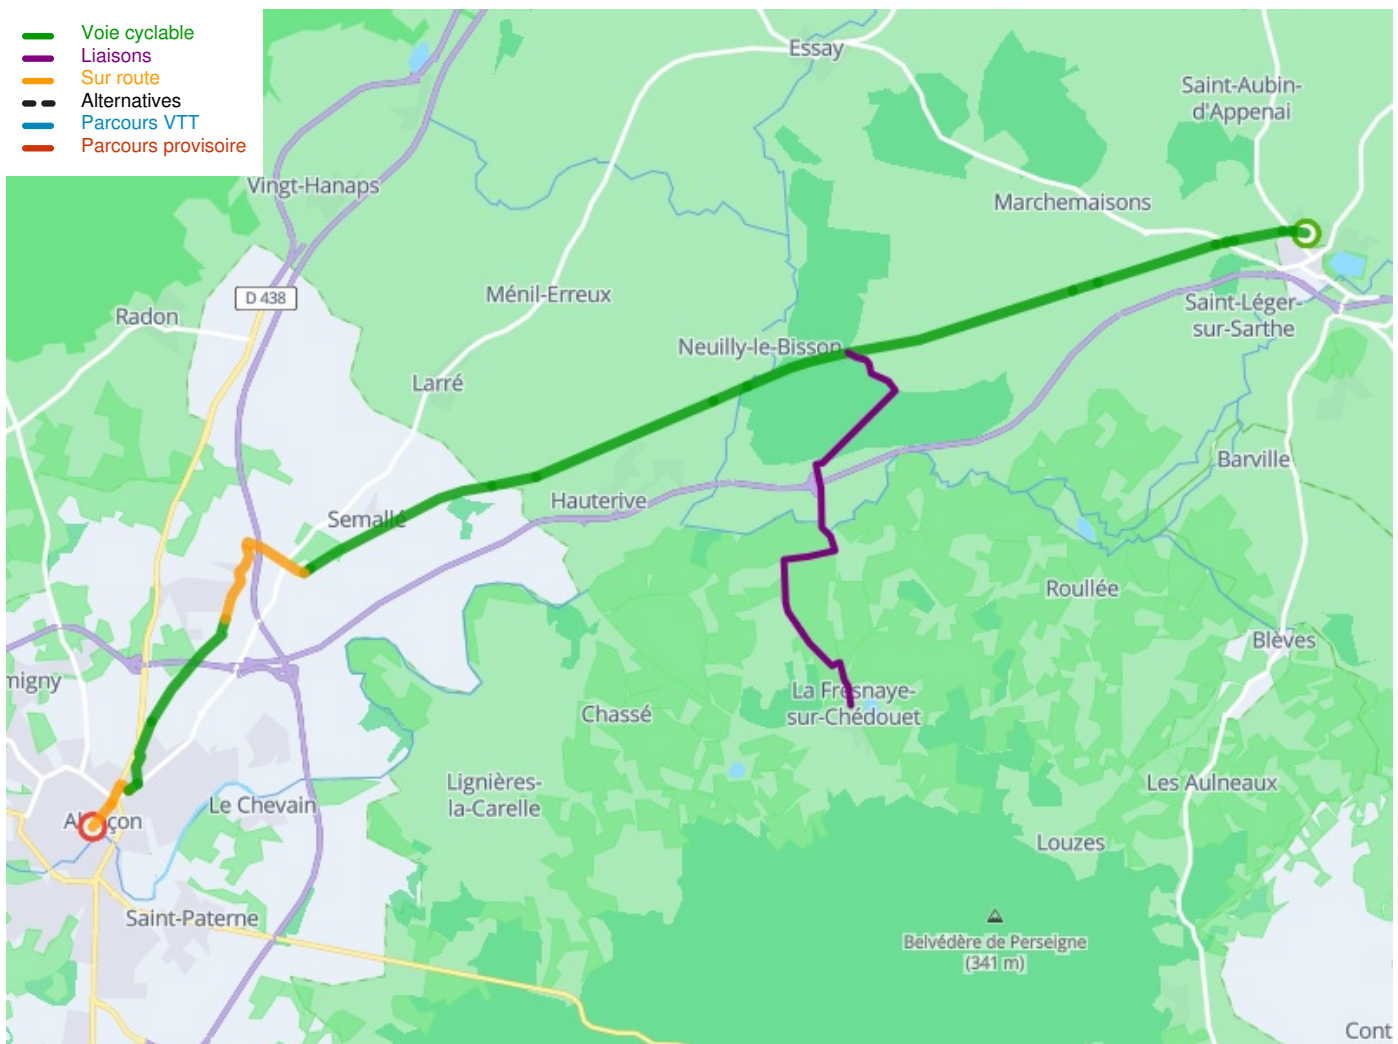 Voie cyclable
Liaisons
Sur route
Alternatives
Parcours VTT
Parcours provisoire
Essay
Saint-Aubin-
d'Appenai
Vingt-Hanaps
Marchemaisons
D 438
Ménil-Erreux
Radon
Saint-Léger-
sur-Sarthe
Neuilly-le-Bisson
Larré
Barville
Hauterive
Semallé
Roullée
Blèves
migny
La Fresnaye-
sur-Chédouet
Chassé
Lignières-
la-Carelle
Les Aulneaux
Le Chevain
Alençon
Louzes
Saint-Paterne
Belvédère de Perseigne
(341 m)
Cont